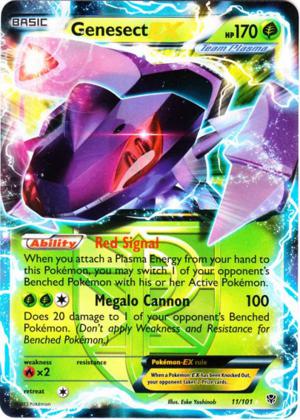 BASIC
Genesect EX HP 170
Team Plasma
Ability Red Signal
When you attach a Plasma Energy from your hand to
this Pokémon, you may switch 1 of your opponent's
Benched Pokémon with his or her Active Pokémon.
Megalo Cannon 100
Does 20 damage to 1 of your opponent's Benched
Pokémon. (Don't apply Weakness and Resistance for
Benched Pokémon.)
weakness resistance
×2
retreat
Pokémon-EX rule
When a Pokémon-EX has been Knocked Out,
your opponent takes 2 Prize cards.
Illus. Eske Yoshinob 11/101